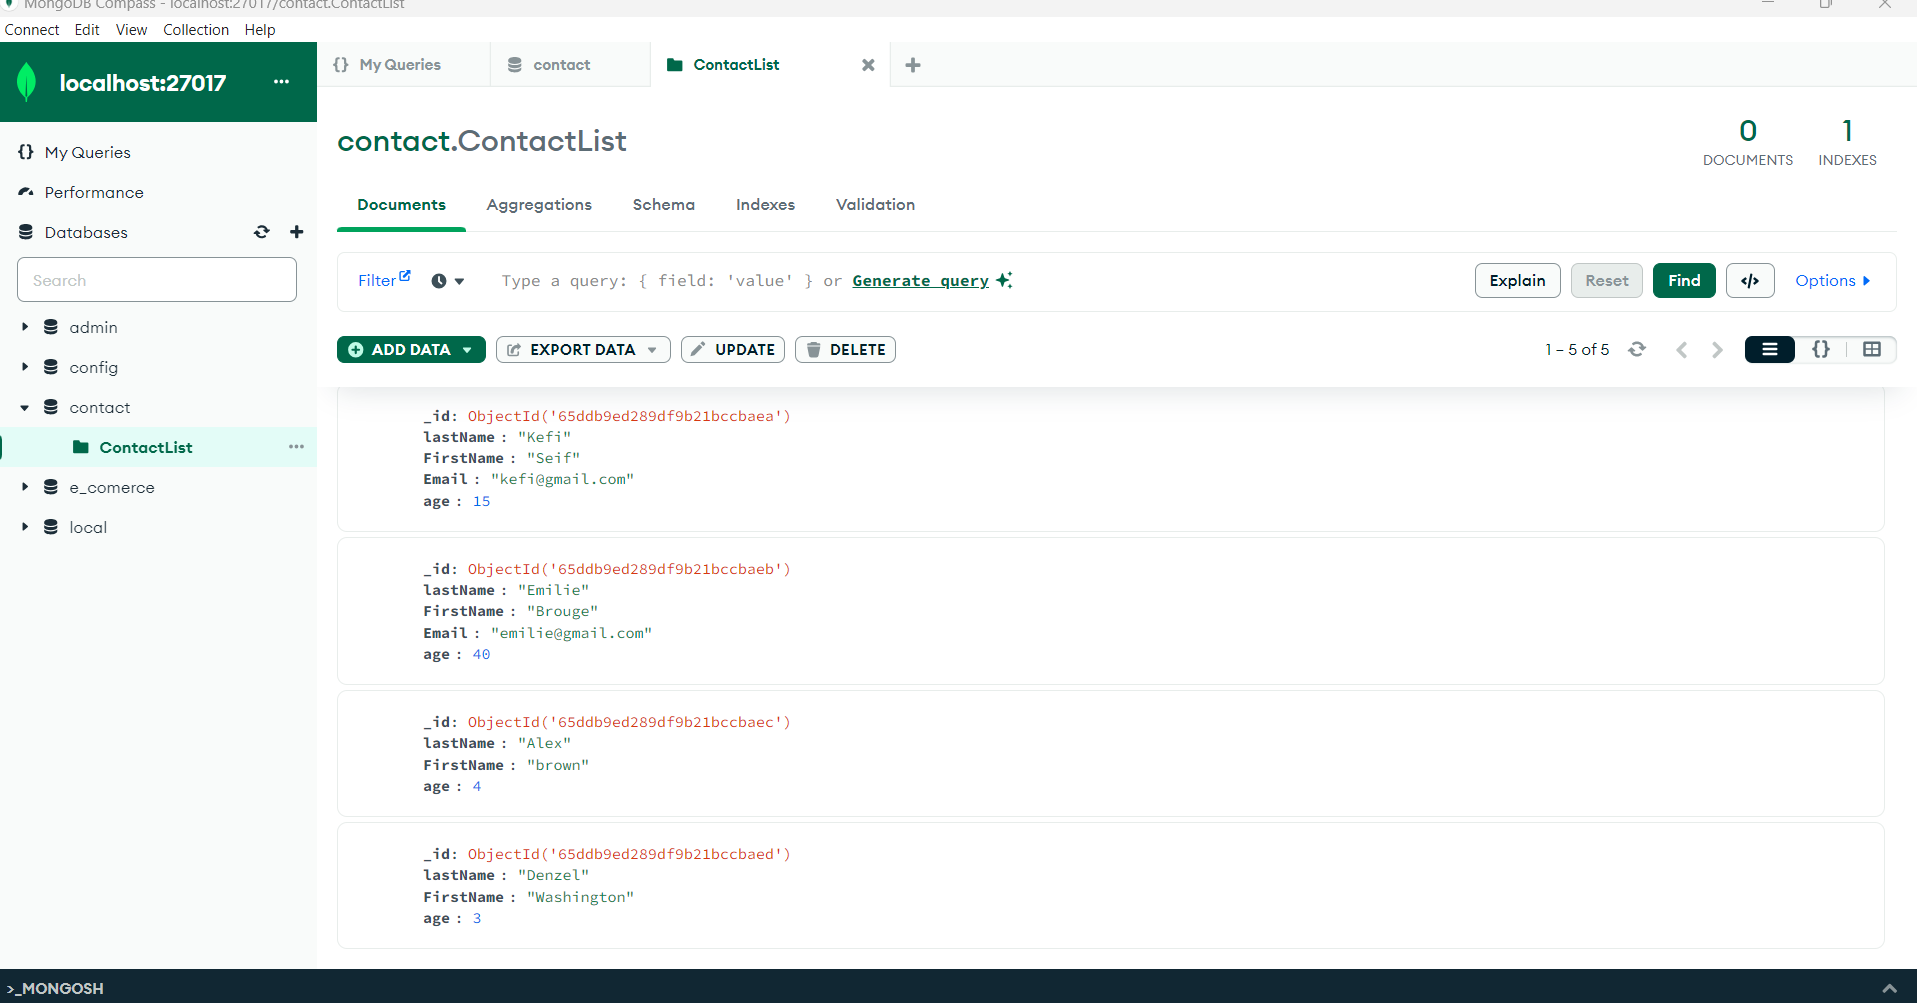 MongoDB Compass - localhost:27017/contact.ContactList
Connect Edit View Collection Help
localhost:27017 ...
{} My Queries
contact
ContactList
My Queries
Performance
Databases
Search
admin
config
contact
ContactList ...
e_comerce
local
contact.ContactList
0
DOCUMENTS
1
INDEXES
Documents Aggregations Schema Indexes Validation
Filter Type a query: { field: 'value' } or Generate query Explain Reset Find </> Options
ADD DATA EXPORT DATA UPDATE DELETE 1 – 5 of 5 {}
_id: ObjectId('65ddb9ed289df9b21bccbaea')
lastName : "Kefi"
FirstName : "Seif"
Email : "kefi@gmail.com"
age : 15
_id: ObjectId('65ddb9ed289df9b21bccbaeb')
lastName : "Emilie"
FirstName : "Brouge"
Email : "emilie@gmail.com"
age : 40
_id: ObjectId('65ddb9ed289df9b21bccbaec')
lastName : "Alex"
FirstName : "brown"
age : 4
_id: ObjectId('65ddb9ed289df9b21bccbaed')
lastName : "Denzel"
FirstName : "Washington"
age : 3
>_MONGOSH